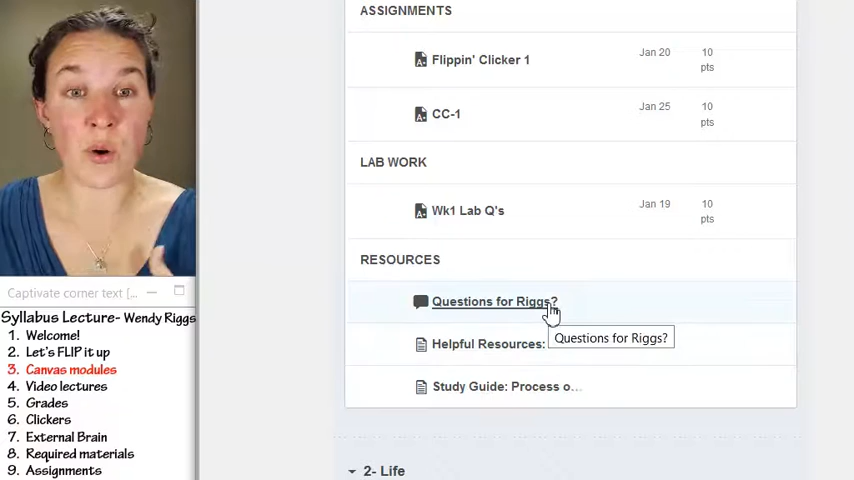 ASSIGNMENTS
Flippin' Clicker 1
Jan 20
10
pts
CC-1
Jan 25
10
pts
LAB WORK
Wk1 Lab Q's
Jan 19
10
pts
RESOURCES
Questions for Riggs?
Questions for Riggs?
Helpful Resources:
Study Guide: Process o...
2- Life
Captivate corner text [...
Syllabus Lecture- Wendy Riggs
1. Welcome!
2. Let's FLIP it up
3. Canvas modules
4. Video lectures
5. Grades
6. Clickers
7. External Brain
8. Required materials
9. Assignments